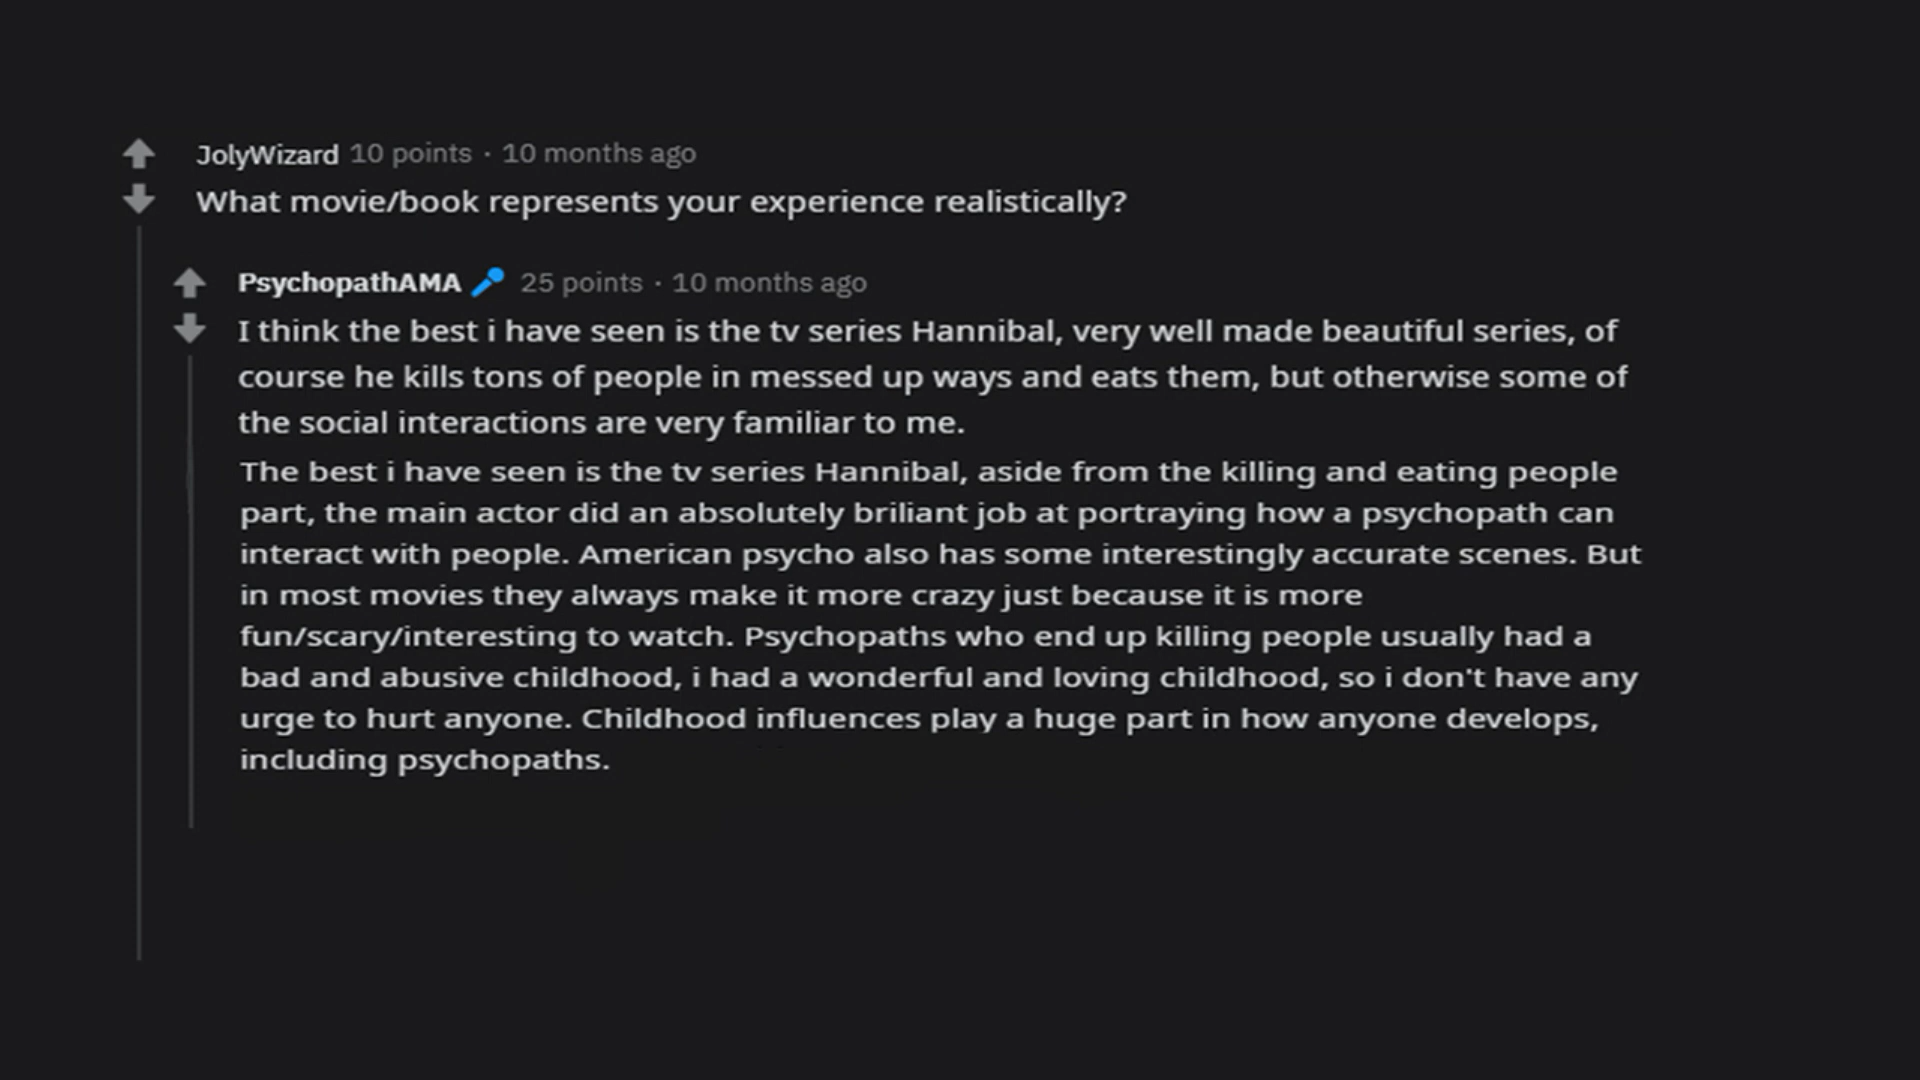 JolyWizard 10 points · 10 months ago
What movie/book represents your experience realistically?
PsychopathAMA 25 points · 10 months ago
I think the best i have seen is the tv series Hannibal, very well made beautiful series, of
course he kills tons of people in messed up ways and eats them, but otherwise some of
the social interactions are very familiar to me.
The best i have seen is the tv series Hannibal, aside from the killing and eating people
part, the main actor did an absolutely briliant job at portraying how a psychopath can
interact with people. American psycho also has some interestingly accurate scenes. But
in most movies they always make it more crazy just because it is more
fun/scary/interesting to watch. Psychopaths who end up killing people usually had a
bad and abusive childhood, i had a wonderful and loving childhood, so i don't have any
urge to hurt anyone. Childhood influences play a huge part in how anyone develops,
including psychopaths.